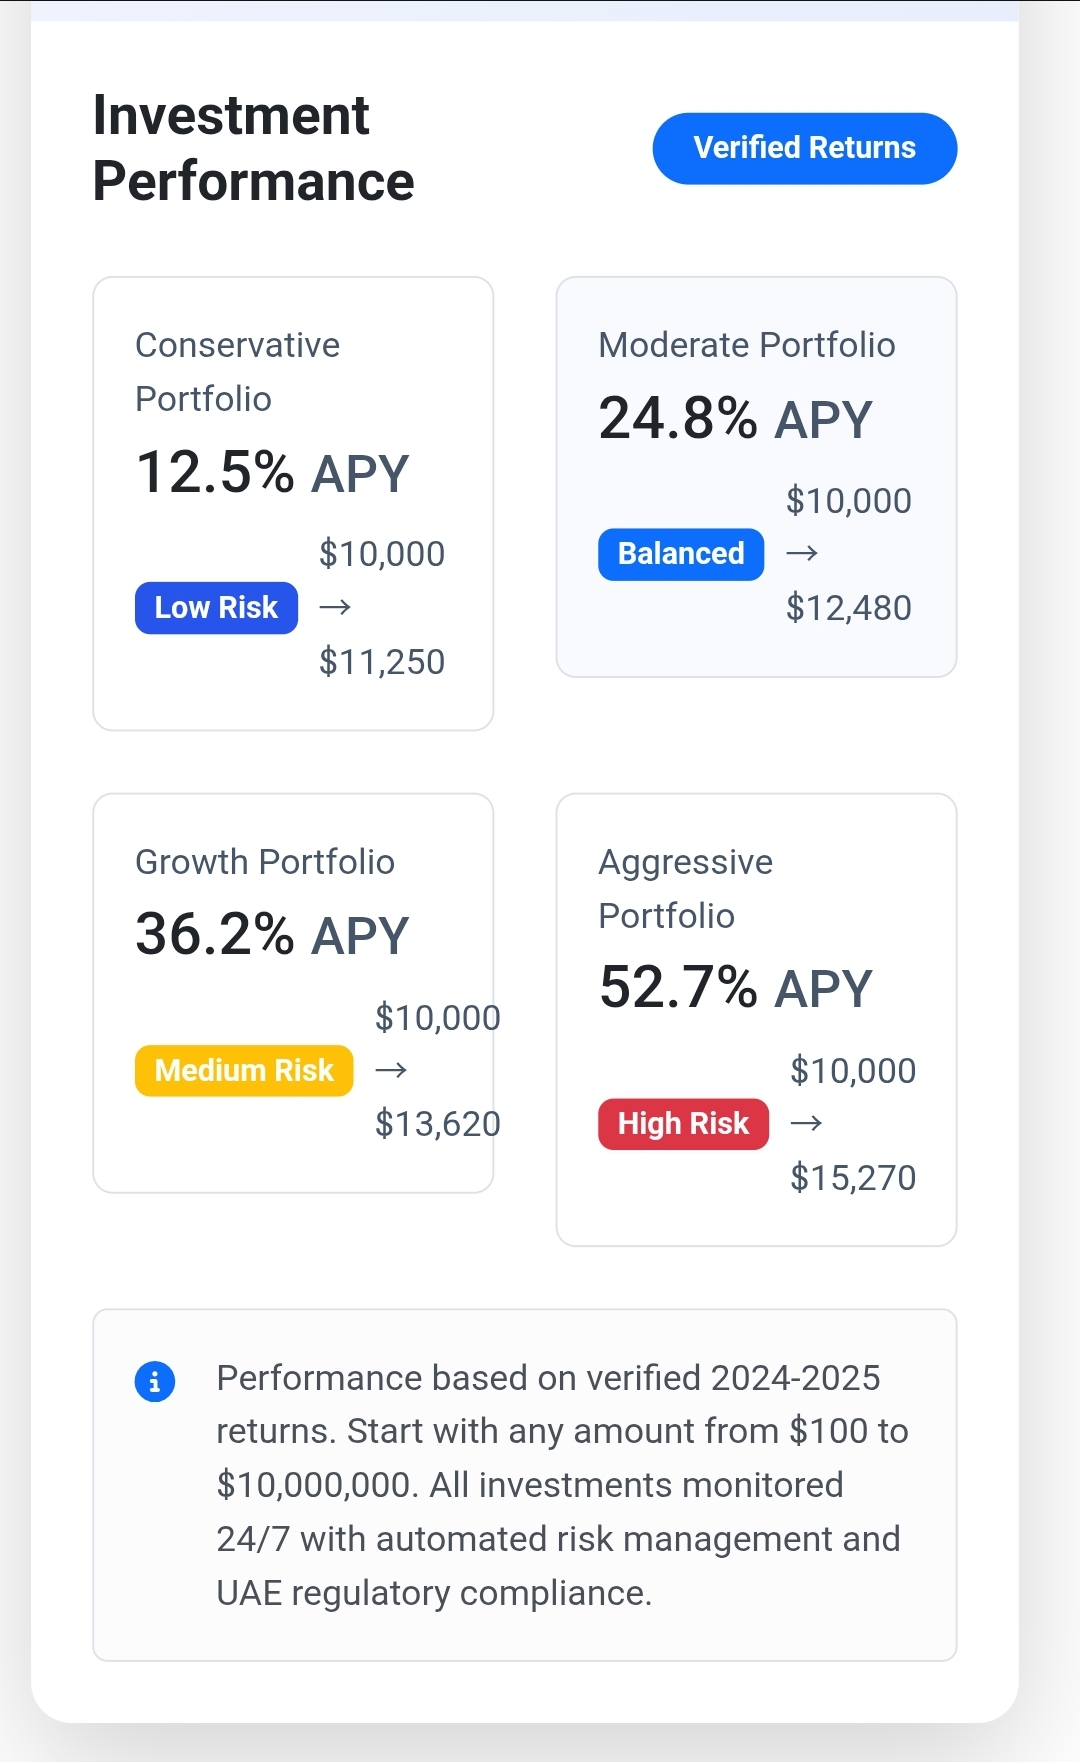 Investment
Performance
Verified Returns
Conservative
Portfolio
12.5% APY
Low Risk
$10,000
→
$11,250
Moderate Portfolio
24.8% APY
Balanced
$10,000
→
$12,480
Growth Portfolio
36.2% APY
Medium Risk
$10,000
→
$13,620
Aggressive
Portfolio
52.7% APY
High Risk
$10,000
→
$15,270
Performance based on verified 2024-2025
returns. Start with any amount from $100 to
$10,000,000. All investments monitored
24/7 with automated risk management and
UAE regulatory compliance.